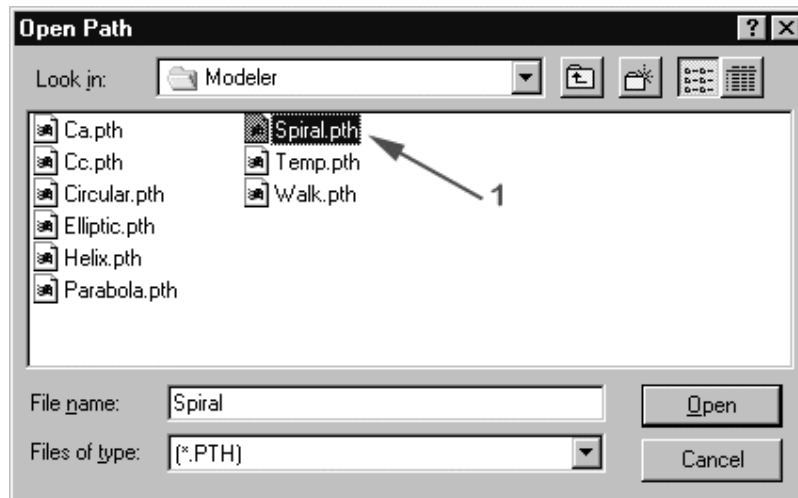 Open Path
Look in: Modeler
Ca.pth Spiral.pth
Cc.pth Temp.pth
Circular.pth Walk.pth
Elliptic.pth
Helix.pth
Parabola.pth
1
File name: Spiral Open
Files of type: (*.PTH) Cancel